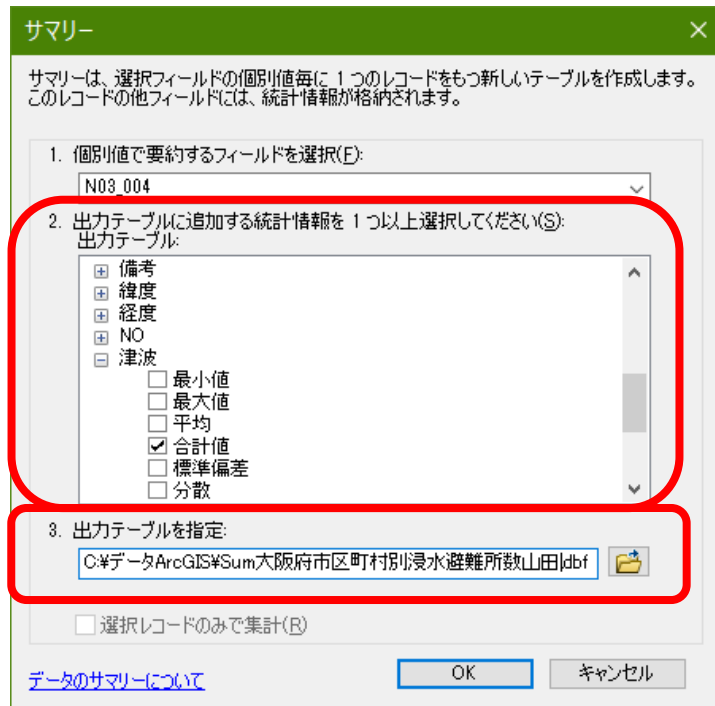 サマリー
サマリーは、選択フィールドの個別値毎に 1 つのレコードをもつ新しいテーブルを作成します。
このレコードの他フィールドには、統計情報が格納されます。
1. 個別値で要約するフィールドを選択(F):
N03_004
2. 出力テーブルに追加する統計情報を 1 つ以上選択してください(S):
出力テーブル:
備考
緯度
経度
NO
津波
最小値
最大値
平均
合計値
標準偏差
分散
3. 出力テーブルを指定:
C:¥データArcGIS¥Sum大阪府市区町村別浸水避難所数山田.dbf
選択レコードのみで集計(R)
データのサマリーについて
OK
キャンセル